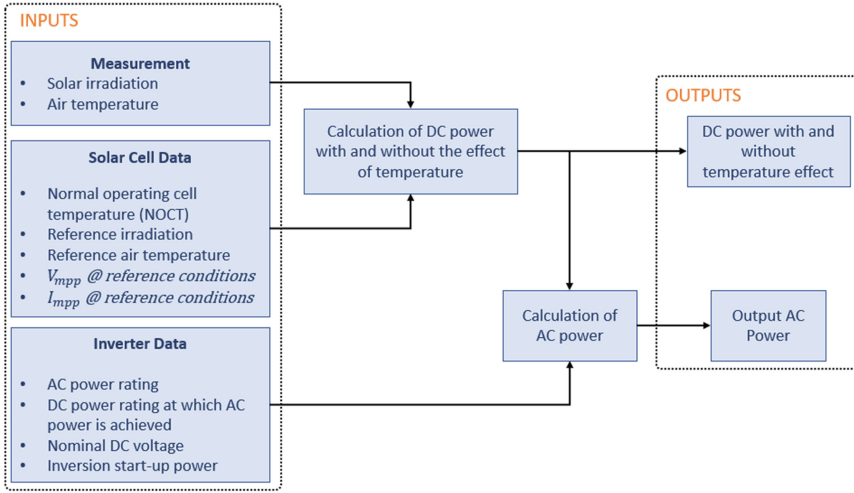 INPUTS
Measurement
• Solar irradiation
• Air temperature
Solar Cell Data
• Normal operating cell
temperature (NOCT)
• Reference irradiation
• Reference air temperature
• V_mpp @ reference conditions
• I_mpp @ reference conditions
Inverter Data
• AC power rating
• DC power rating at which AC
power is achieved
• Nominal DC voltage
• Inversion start-up power
Calculation of DC power
with and without the effect
of temperature
Calculation of
AC power
OUTPUTS
DC power with and
without
temperature effect
Output AC
Power